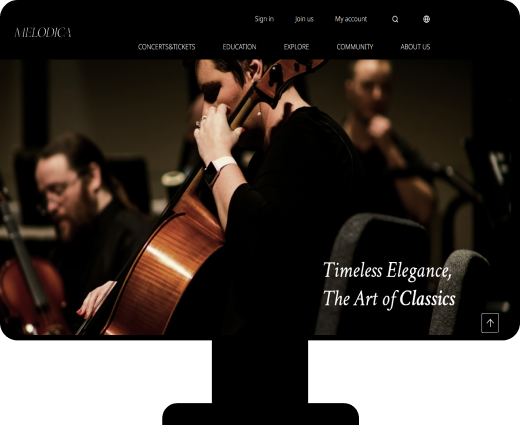 Sign in Join us My account
MELODICA
CONCERTS&TICKETS EDUCATION EXPLORE COMMUNITY ABOUT US
Timeless Elegance,
The Art of Classics